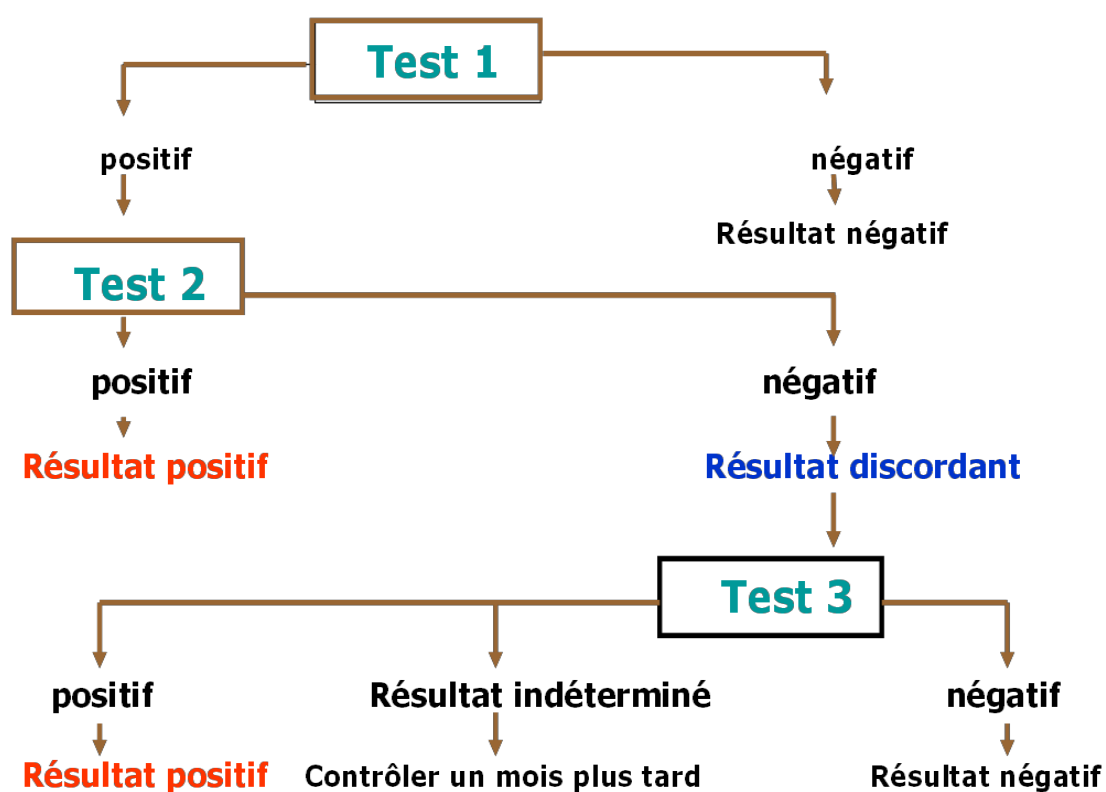 Test 1
positif
négatif
Résultat négatif
Test 2
positif
négatif
Résultat positif
Résultat discordant
Test 3
positif
Résultat indéterminé
négatif
Résultat positif
Contrôler un mois plus tard
Résultat négatif